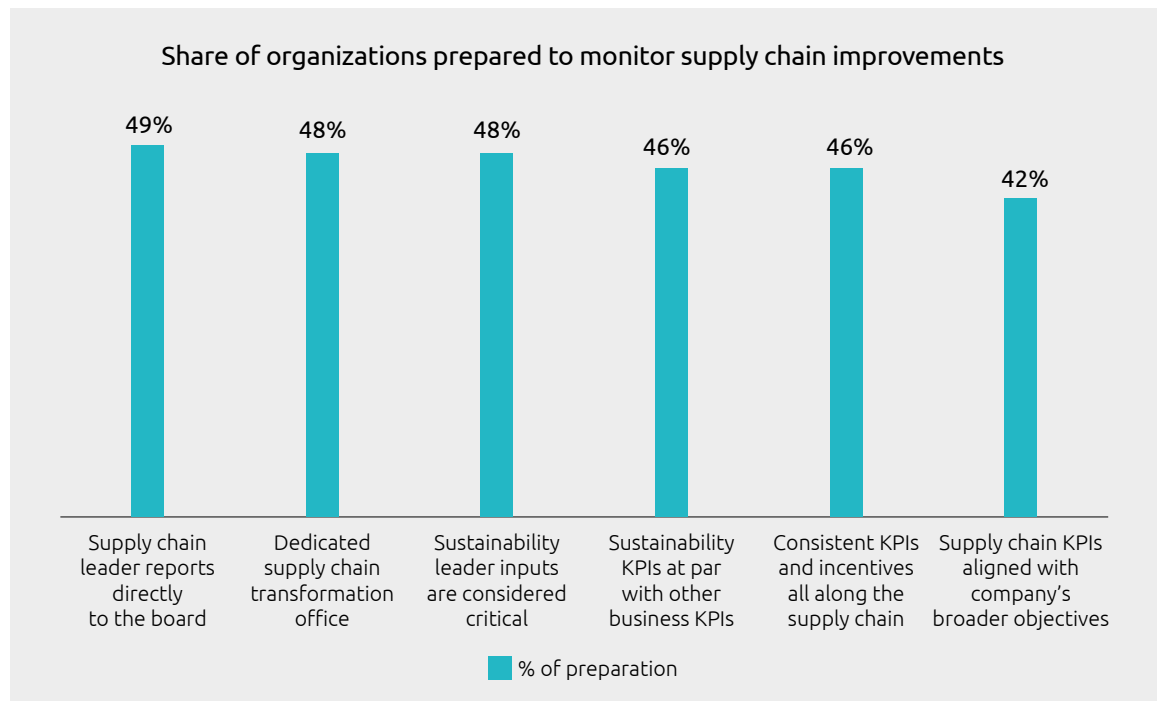 Share of organizations prepared to monitor supply chain improvements
49%
48%
48%
46%
46%
42%
Supply chain
leader reports
directly
to the board
Dedicated
supply chain
transformation
office
Sustainability
leader inputs
are considered
critical
Sustainability
KPIs at par
with other
business KPIs
Consistent KPIs
and incentives
all along the
supply chain
Supply chain KPIs
aligned with
company’s
broader objectives
% of preparation